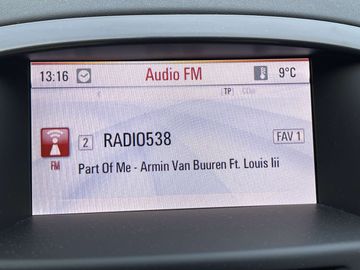 13:16 Audio FM 9°C
TP
2 RADIO538 FAV 1
FM Part Of Me - Armin Van Buuren Ft. Louis Iii